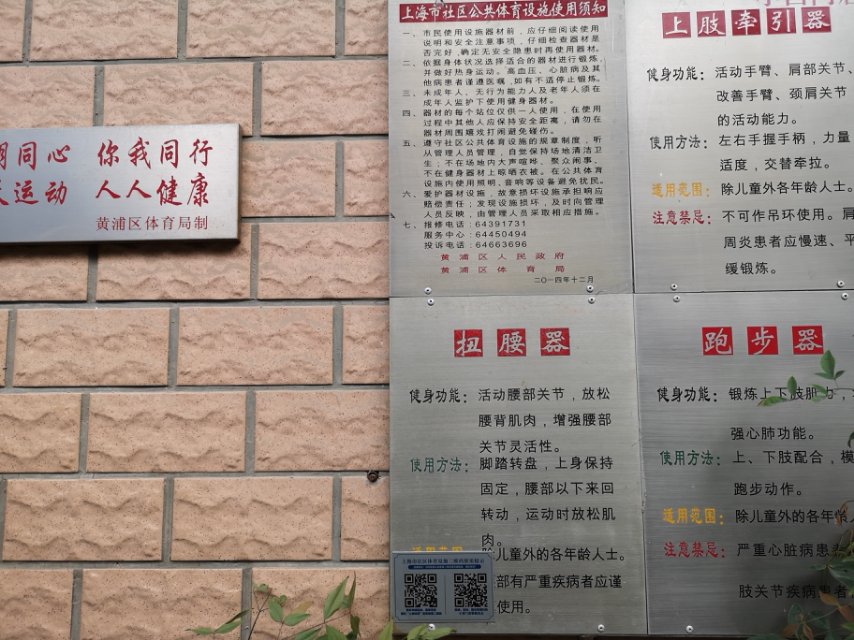 同心 你我同行
运动 人人健康
黄浦区体育局制
上海市社区公共体育设施使用须知
一、市民使用设施器材前，应仔细阅读使用
说明和安全注意事项，仔细检查器材是
否完好，确定无安全隐患时再使用器材。
二、依据身体状况选择适合的器材进行锻炼，
并做好热身运动。高血压、心脏病及其
他病患者谨遵医嘱，如有不适停止锻炼。
三、未成年人、无行为能力人及老年人须在
成年人监护下使用健身器材。
四、器材的每个站位仅供一人使用，在使用
过程中其他人应保持安全距离，请勿在
器材周围嬉戏打闹避免碰伤。
五、遵守社区公共体育设施的规章制度，听
从管理人员管理，自觉保持场地清洁卫
生；不在场地内大声喧哗、聚众闹事，
不在健身器材上晾晒衣被。在公共体育
设施内使用照明、音响等设备避免扰民。
六、爱护器材设施，故意损坏设施承担响应
赔偿责任；发现设施损坏，及时向管理
人员反映，由管理人员采取相应措施。
七、报修电话：64391731
服务中心：64450494
投诉电话：64663696
黄浦区人民政府
黄浦区体育局
二〇一四年十二月
上肢牵引器
健身功能：活动手臂、肩部关节、
改善手臂、颈肩关节
的活动能力。
使用方法：左右手握手柄，力量
适度，交替牵拉。
适用范围：除儿童外各年龄人士。
注意禁忌：不可作吊环使用。肩
周炎患者应慢速、平
缓锻炼。
扭腰器
健身功能：活动腰部关节，放松
腰背肌肉，增强腰部
关节灵活性。
使用方法：脚踏转盘，上身保持
固定，腰部以下来回
转动，运动时放松肌
肉。
适用范围 除儿童外的各年龄人士。
部有严重疾病者应谨
使用。
跑步器
健身功能：锻炼上下肢肌力，
强心肺功能。
使用方法：上、下肢配合，模
跑步动作。
适用范围：除儿童外的各年龄人
注意禁忌：严重心脏病患
肢关节疾病患者